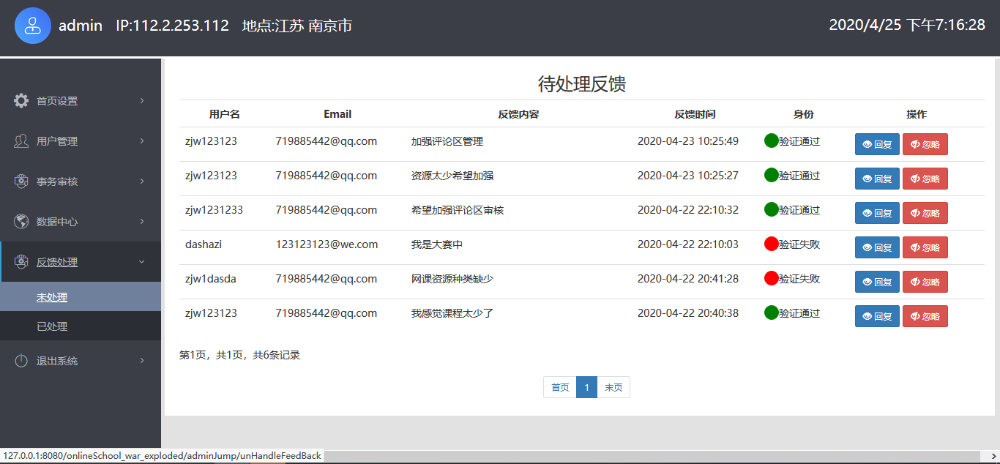 admin IP:112.2.253.112 地点:江苏 南京市 2020/4/25 下午7:16:28
首页设置
用户管理
事务审核
数据中心
反馈处理
未处理
已处理
退出系统
待处理反馈
用户名 Email 反馈内容 反馈时间 身份 操作
zjw123123 719885442@qq.com 加强评论区管理 2020-04-23 10:25:49 验证通过 回复 忽略
zjw123123 719885442@qq.com 资源太少希望加强 2020-04-23 10:25:27 验证通过 回复 忽略
zjw1231233 719885442@qq.com 希望加强评论区审核 2020-04-22 22:10:32 验证通过 回复 忽略
dashazi 123123123@we.com 我是大赛中 2020-04-22 22:10:03 验证失败 回复 忽略
zjw1dasda 719885442@qq.com 网课资源种类缺少 2020-04-22 20:41:28 验证失败 回复 忽略
zjw123123 719885442@qq.com 我感觉课程太少了 2020-04-22 20:40:38 验证通过 回复 忽略
第1页，共1页，共6条记录
首页 1 末页
127.0.0.1:8080/onlineSchool_war_exploded/adminJump/unHandleFeedBack